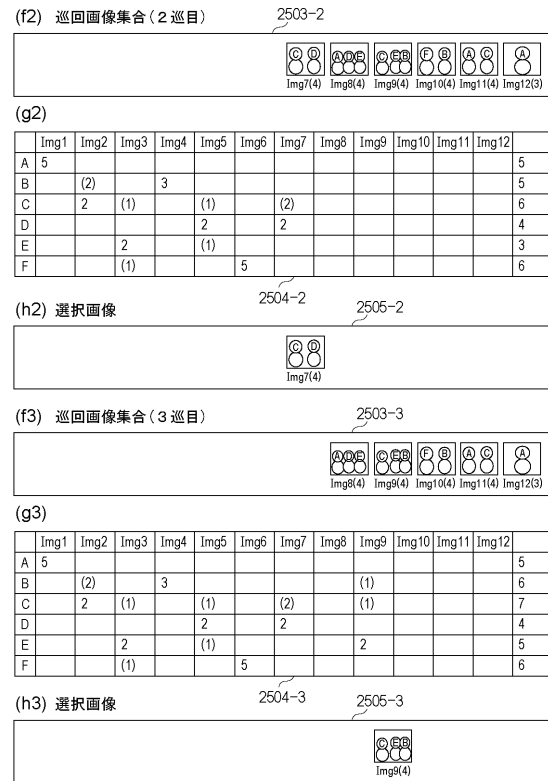 (f2) 巡回画像集合(2巡目) 2503-2
C D A D E C E B F B A C A
Img7(4) Img8(4) Img9(4) Img10(4) Img11(4) Img12(3)
(g2)
Img1 Img2 Img3 Img4 Img5 Img6 Img7 Img8 Img9 Img10 Img11 Img12
A 5 5
B (2) 3 5
C 2 (1) (1) (2) 6
D 2 2 4
E 2 (1) 3
F (1) 5 6
2504-2
(h2) 選択画像 2505-2
C D
Img7(4)
(f3) 巡回画像集合(3巡目) 2503-3
A D E C E B F B A C A
Img8(4) Img9(4) Img10(4) Img11(4) Img12(3)
(g3)
Img1 Img2 Img3 Img4 Img5 Img6 Img7 Img8 Img9 Img10 Img11 Img12
A 5 5
B (2) 3 (1) 6
C 2 (1) (1) (2) (1) 7
D 2 2 4
E 2 (1) 2 5
F (1) 5 6
2504-3
(h3) 選択画像 2505-3
C E B
Img9(4)